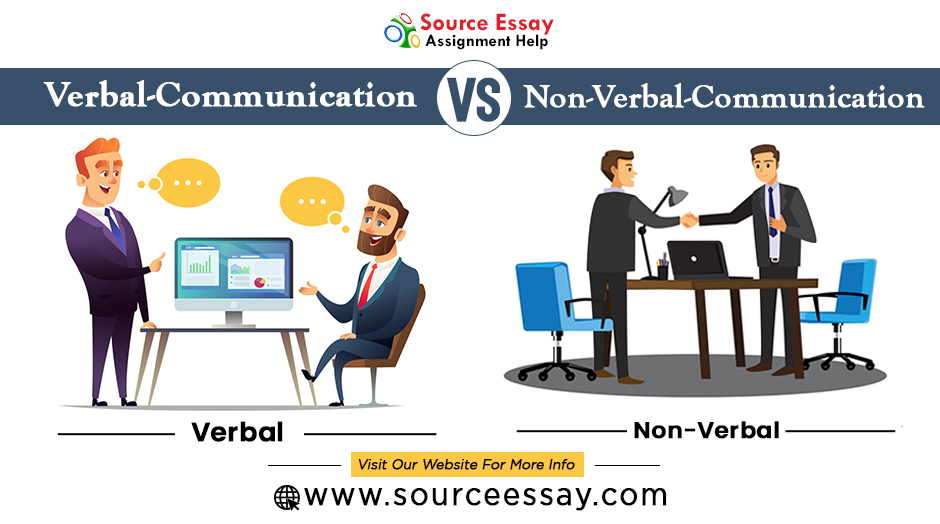 Source Essay
Assignment Help
Verbal-Communication VS Non-Verbal-Communication
Verbal
Non-Verbal
Visit Our Website For More Info
www.sourceessay.com